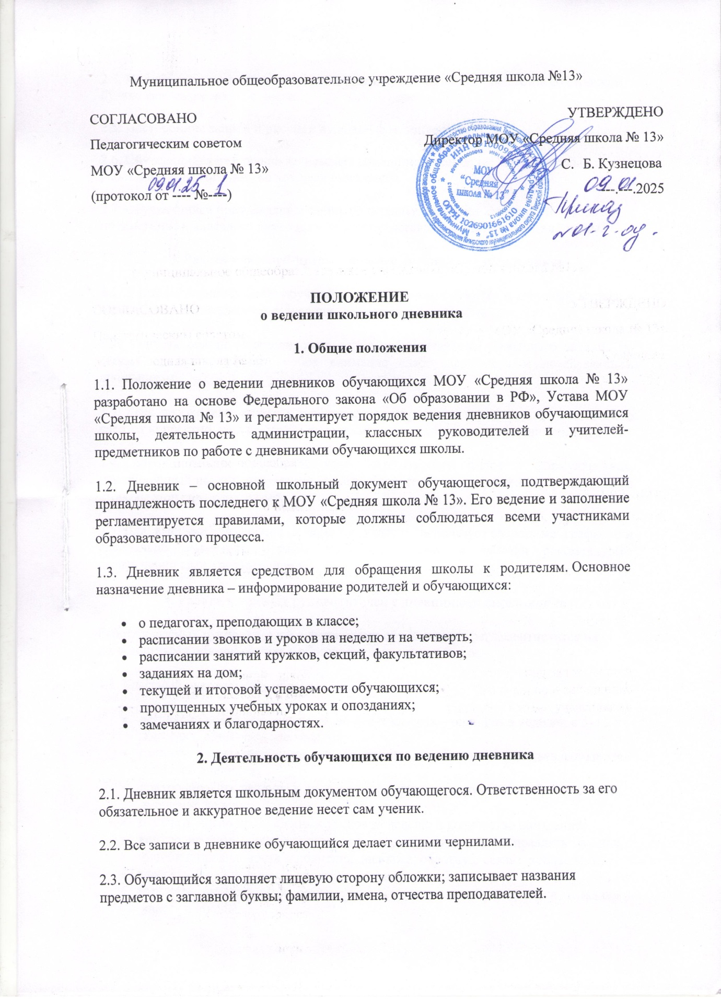 Муниципальное общеобразовательное учреждение «Средняя школа №13»
СОГЛАСОВАНО
Педагогическим советом
МОУ «Средняя школа № 13»
09.01.25 1
(протокол от ---- №----)
УТВЕРЖДЕНО
Директор МОУ «Средняя школа № 13»
С. Б. Кузнецова
09.01
---.---.2025
Приказ
№01-2-од.
МОУ
“Средняя
школа № 13”
ОГРН 1026901661610
ПОЛОЖЕНИЕ
о ведении школьного дневника
1. Общие положения
1.1. Положение о ведении дневников обучающихся МОУ «Средняя школа № 13»
разработано на основе Федерального закона «Об образовании в РФ», Устава МОУ
«Средняя школа № 13» и регламентирует порядок ведения дневников обучающимися
школы, деятельность администрации, классных руководителей и учителей-
предметников по работе с дневниками обучающихся школы.
1.2. Дневник – основной школьный документ обучающегося, подтверждающий
принадлежность последнего к МОУ «Средняя школа № 13». Его ведение и заполнение
регламентируется правилами, которые должны соблюдаться всеми участниками
образовательного процесса.
1.3. Дневник является средством для обращения школы к родителям. Основное
назначение дневника – информирование родителей и обучающихся:
• о педагогах, преподающих в классе;
• расписании звонков и уроков на неделю и на четверть;
• расписании занятий кружков, секций, факультативов;
• заданиях на дом;
• текущей и итоговой успеваемости обучающихся;
• пропущенных учебных уроках и опозданиях;
• замечаниях и благодарностях.
2. Деятельность обучающихся по ведению дневника
2.1. Дневник является школьным документом обучающегося. Ответственность за его
обязательное и аккуратное ведение несет сам ученик.
2.2. Все записи в дневнике обучающийся делает синими чернилами.
2.3. Обучающийся заполняет лицевую сторону обложки; записывает названия
предметов с заглавной буквы; фамилии, имена, отчества преподавателей.